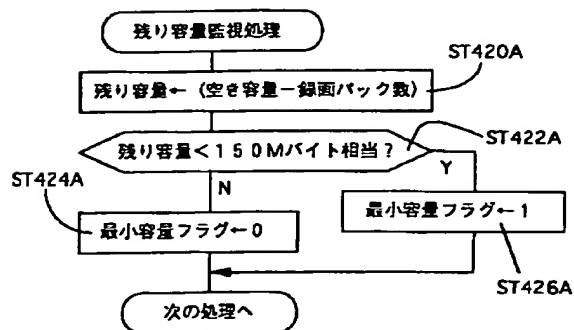 残り容量監視処理
ST420A
残り容量←(空き容量−録画パック数)
ST422A
残り容量<150Mバイト相当?
Y
ST424A
N
最小容量フラグ←0
最小容量フラグ←1
ST426A
次の処理へ